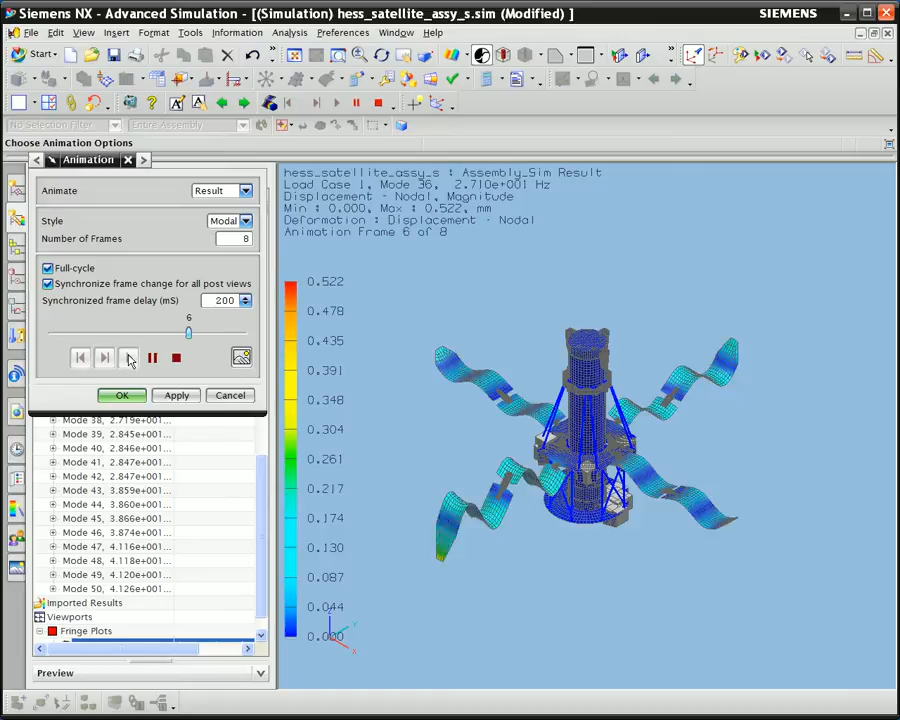 Siemens NX - Advanced Simulation - [(Simulation) hess_satellite_assy_s.sim (Modified) ]
SIEMENS
File Edit View Insert Format Tools Information Analysis Preferences Window Help
Start
No Selection Filter
Entire Assembly
Choose Animation Options
Animation
Animate
Result
Style
Modal
Number of Frames
8
Full-cycle
Synchronize frame change for all post views
Synchronized frame delay (mS)
200
6
OK
Apply
Cancel
Mode 38, 2.719e+001...
Mode 39, 2.845e+001...
Mode 40, 2.846e+001...
Mode 41, 2.847e+001...
Mode 42, 2.847e+001...
Mode 43, 3.859e+001...
Mode 44, 3.860e+001...
Mode 45, 3.866e+001...
Mode 46, 3.874e+001...
Mode 47, 4.116e+001...
Mode 48, 4.118e+001...
Mode 49, 4.120e+001...
Mode 50, 4.126e+001...
Imported Results
Viewports
Fringe Plots
Preview
hess_satellite_assy_s : Assembly_Sim Result
Load Case 1, Mode 36, 2.710e+001 Hz
Displacement - Nodal, Magnitude
Min : 0.000, Max : 0.522, mm
Deformation : Displacement - Nodal
Animation Frame 6 of 8
0.522
0.478
0.435
0.391
0.348
0.304
0.261
0.217
0.174
0.130
0.087
0.044
0.000
Z
Y
X